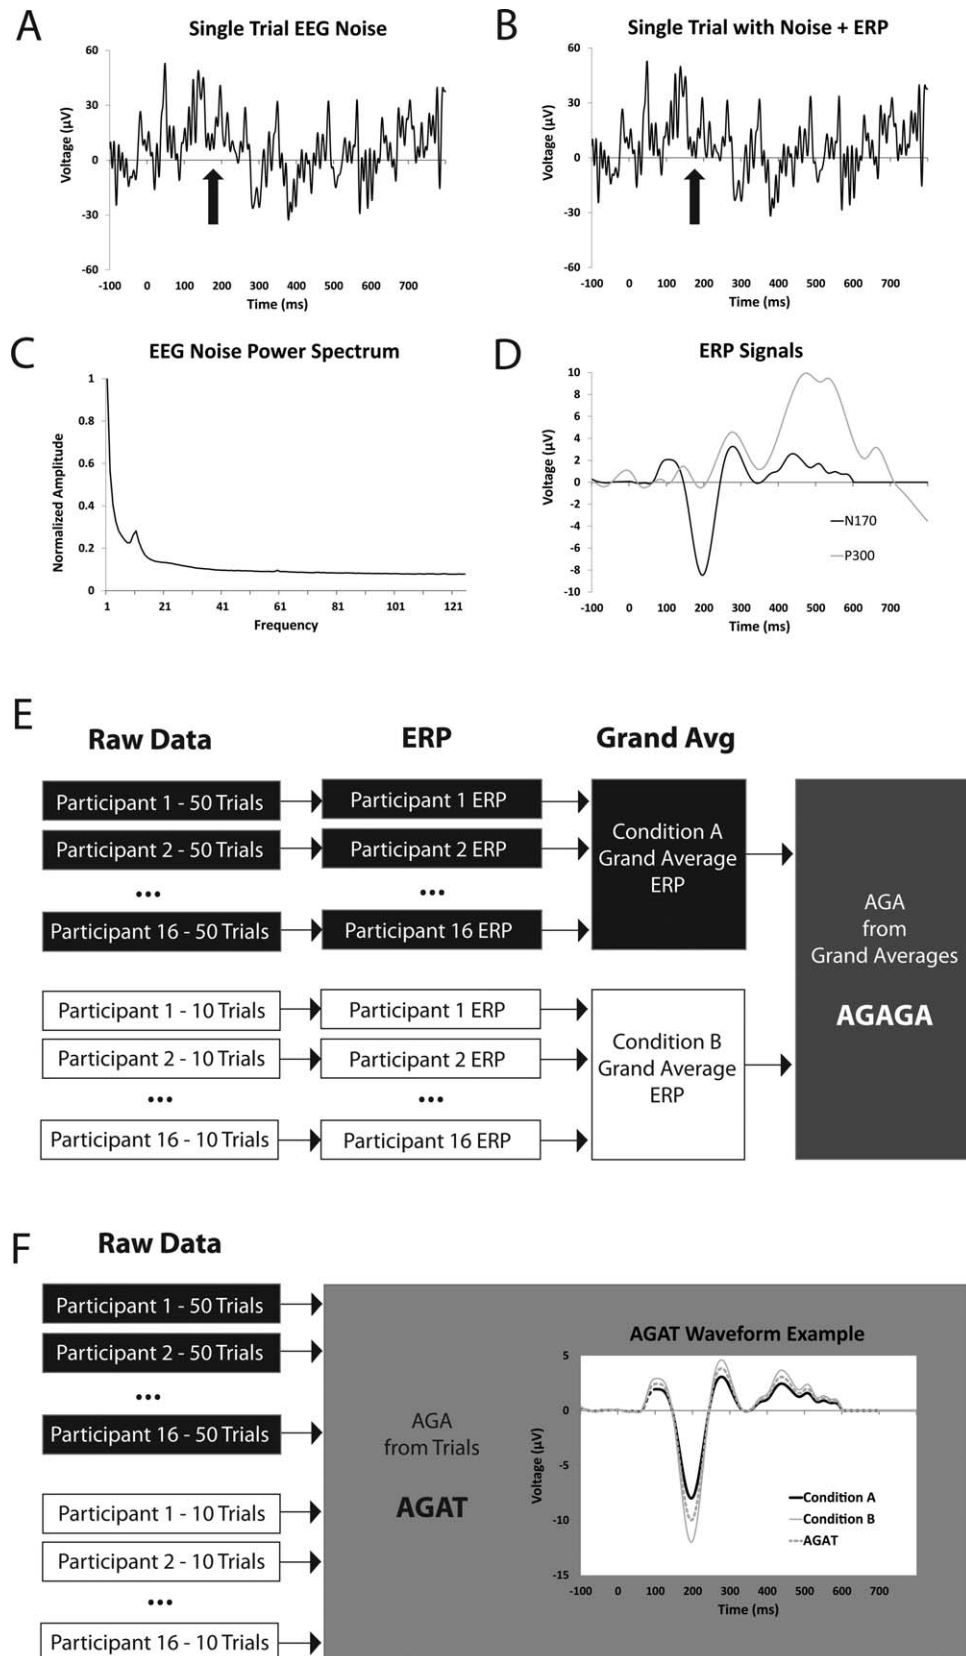 A
Single Trial EEG Noise
60
30
0
-30
-60
Voltage (µV)
-100 0 100 200 300 400 500 600 700
Time (ms)
B
Single Trial with Noise + ERP
60
30
0
-30
-60
Voltage (µV)
-100 0 100 200 300 400 500 600 700
Time (ms)
C
EEG Noise Power Spectrum
1
0.8
0.6
0.4
0.2
0
Normalized Amplitude
1 21 41 61 81 101 121
Frequency
D
ERP Signals
10
8
6
4
2
0
-2
-4
-6
-8
-10
Voltage (µV)
N170
P300
-100 0 100 200 300 400 500 600 700
Time (ms)
E
Raw Data ERP Grand Avg
Participant 1 - 50 Trials
Participant 2 - 50 Trials
...
Participant 16 - 50 Trials
Participant 1 ERP
Participant 2 ERP
...
Participant 16 ERP
Condition A
Grand Average
ERP
Participant 1 - 10 Trials
Participant 2 - 10 Trials
...
Participant 16 - 10 Trials
Participant 1 ERP
Participant 2 ERP
...
Participant 16 ERP
Condition B
Grand Average
ERP
AGA
from
Grand Averages
AGAGA
F
Raw Data
Participant 1 - 50 Trials
Participant 2 - 50 Trials
...
Participant 16 - 50 Trials
Participant 1 - 10 Trials
Participant 2 - 10 Trials
...
Participant 16 - 10 Trials
AGA
from Trials
AGAT
AGAT Waveform Example
5
0
-5
-10
-15
Voltage (µV)
Condition A
Condition B
AGAT
-100 0 100 200 300 400 500 600 700
Time (ms)